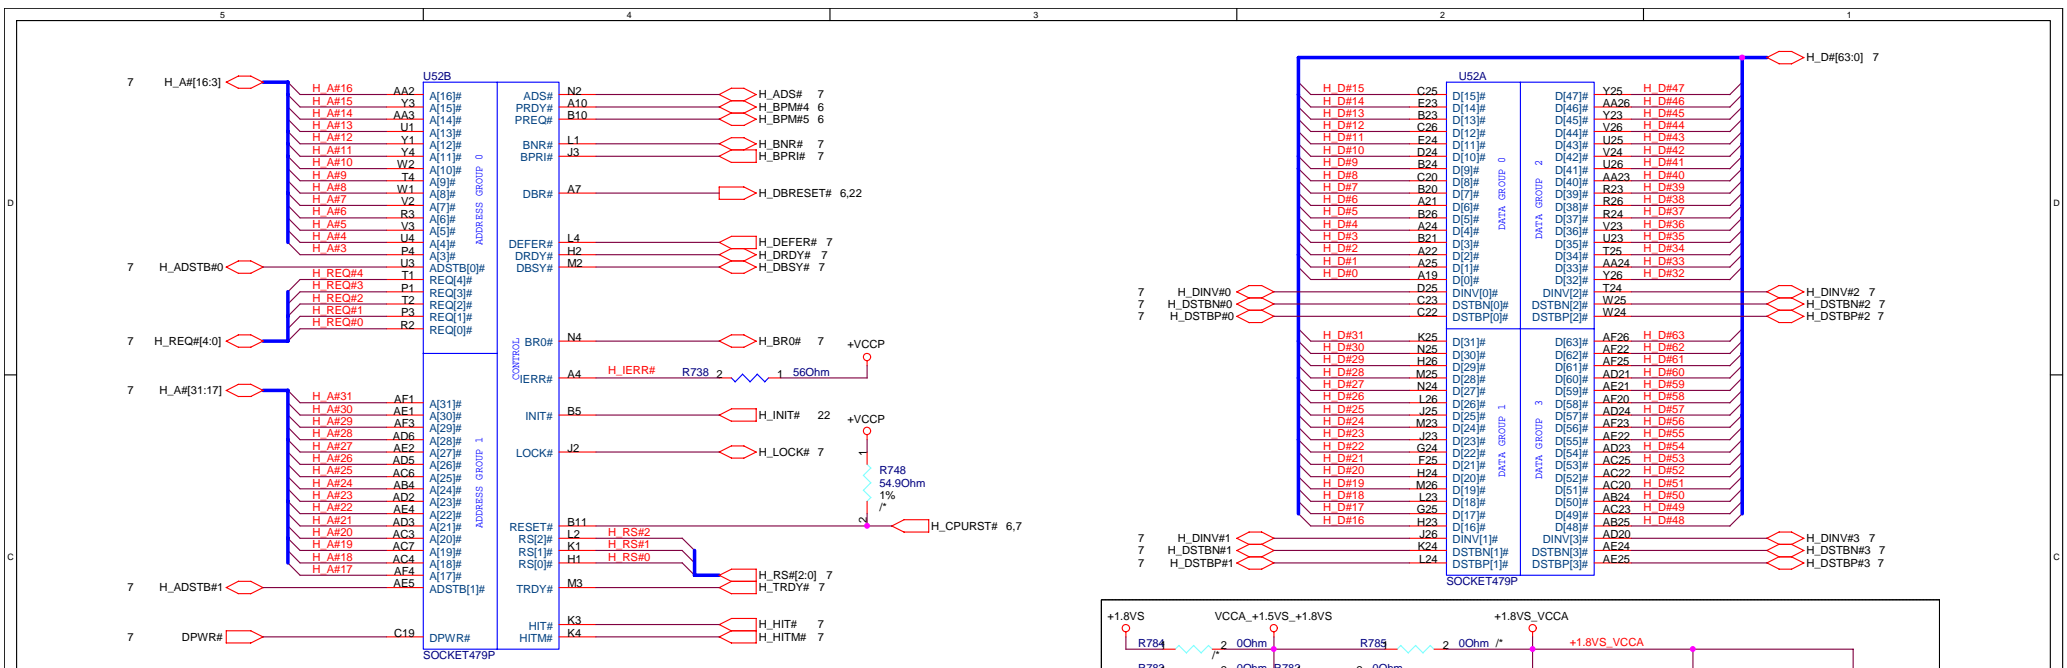 5 4 3 2 1
U52B
7 H_A#[16:3]
H_A#16 AA2 A[16]#
H_A#15 Y3 A[15]#
H_A#14 AA3 A[14]#
H_A#13 U1 A[13]#
H_A#12 Y1 A[12]#
H_A#11 Y4 A[11]#
H_A#10 W2 A[10]#
H_A#9 T4 A[9]#
H_A#8 W1 A[8]#
H_A#7 V2 A[7]#
H_A#6 R3 A[6]#
H_A#5 V3 A[5]#
H_A#4 U4 A[4]#
H_A#3 P4 A[3]#
ADDRESS GROUP 0
7 H_ADSTB#0 U3 ADSTB[0]#
H_REQ#4 T1 REQ[4]#
H_REQ#3 P1 REQ[3]#
H_REQ#2 T2 REQ[2]#
H_REQ#1 P3 REQ[1]#
H_REQ#0 R2 REQ[0]#
7 H_REQ#[4:0]
7 H_A#[31:17]
H_A#31 AF1 A[31]#
H_A#30 AE1 A[30]#
H_A#29 AF3 A[29]#
H_A#28 AD6 A[28]#
H_A#27 AE2 A[27]#
H_A#26 AD5 A[26]#
H_A#25 AC6 A[25]#
H_A#24 AB4 A[24]#
H_A#23 AD2 A[23]#
H_A#22 AE4 A[22]#
H_A#21 AD3 A[21]#
H_A#20 AC3 A[20]#
H_A#19 AC7 A[19]#
H_A#18 AC4 A[18]#
H_A#17 AF4 A[17]#
ADDRESS GROUP 1
7 H_ADSTB#1 AE5 ADSTB[1]#
7 DPWR# C19 DPWR#
SOCKET479P
CONTROL
ADS# N2 H_ADS# 7
PRDY# A10 H_BPM#4 6
PREQ# B10 H_BPM#5 6
BNR# L1 H_BNR# 7
BPRI# J3 H_BPRI# 7
DBR# A7 H_DBRESET# 6,22
DEFER# L4 H_DEFER# 7
DRDY# H2 H_DRDY# 7
DBSY# M2 H_DBSY# 7
BR0# N4 H_BR0# 7
+VCCP
IERR# A4 H_IERR# R738 2 1 56Ohm
INIT# B5 H_INIT# 22
+VCCP
LOCK# J2 H_LOCK# 7
1
R748
54.9Ohm
1%
/*
2
RESET# B11 H_CPURST# 6,7
RS[2]# L2 H_RS#2
RS[1]# K1 H_RS#1
RS[0]# H1 H_RS#0
H_RS#[2:0] 7
TRDY# M3 H_TRDY# 7
HIT# K3 H_HIT# 7
HITM# K4 H_HITM# 7
H_D#[63:0] 7
U52A
H_D#15 C25 D[15]# D[47]# Y25 H_D#47
H_D#14 E23 D[14]# D[46]# AA26 H_D#46
H_D#13 B23 D[13]# D[45]# Y23 H_D#45
H_D#12 C26 D[12]# D[44]# V26 H_D#44
H_D#11 E24 D[11]# D[43]# U25 H_D#43
H_D#10 D24 D[10]# D[42]# V24 H_D#42
H_D#9 B24 D[9]# D[41]# U26 H_D#41
H_D#8 C20 D[8]# D[40]# AA23 H_D#40
H_D#7 B20 D[7]# D[39]# R23 H_D#39
H_D#6 A21 D[6]# D[38]# R26 H_D#38
H_D#5 B26 D[5]# D[37]# R24 H_D#37
H_D#4 A24 D[4]# D[36]# V23 H_D#36
H_D#3 B21 D[3]# D[35]# U23 H_D#35
H_D#2 A22 D[2]# D[34]# T25 H_D#34
H_D#1 A25 D[1]# D[33]# AA24 H_D#33
H_D#0 A19 D[0]# D[32]# Y26 H_D#32
DATA GROUP 0 DATA GROUP 2
7 H_DINV#0 D25 DINV[0]# DINV[2]# T24 H_DINV#2 7
7 H_DSTBN#0 C23 DSTBN[0]# DSTBN[2]# W25 H_DSTBN#2 7
7 H_DSTBP#0 C22 DSTBP[0]# DSTBP[2]# W24 H_DSTBP#2 7
H_D#31 K25 D[31]# D[63]# AF26 H_D#63
H_D#30 N25 D[30]# D[62]# AF22 H_D#62
H_D#29 H26 D[29]# D[61]# AF25 H_D#61
H_D#28 M25 D[28]# D[60]# AD21 H_D#60
H_D#27 N24 D[27]# D[59]# AE21 H_D#59
H_D#26 L26 D[26]# D[58]# AF20 H_D#58
H_D#25 J25 D[25]# D[57]# AD24 H_D#57
H_D#24 M23 D[24]# D[56]# AF23 H_D#56
H_D#23 J23 D[23]# D[55]# AE22 H_D#55
H_D#22 G24 D[22]# D[54]# AD23 H_D#54
H_D#21 F25 D[21]# D[53]# AC25 H_D#53
H_D#20 H24 D[20]# D[52]# AC22 H_D#52
H_D#19 M26 D[19]# D[51]# AC20 H_D#51
H_D#18 L23 D[18]# D[50]# AB24 H_D#50
H_D#17 G25 D[17]# D[49]# AC23 H_D#49
H_D#16 H23 D[16]# D[48]# AB25 H_D#48
DATA GROUP 1 DATA GROUP 3
7 H_DINV#1 J26 DINV[1]# DINV[3]# AD20 H_DINV#3 7
7 H_DSTBN#1 K24 DSTBN[1]# DSTBN[3]# AE24 H_DSTBN#3 7
7 H_DSTBP#1 L24 DSTBP[1]# DSTBP[3]# AE25 H_DSTBP#3 7
SOCKET479P
+1.8VS VCCA_+1.5VS_+1.8VS +1.8VS_VCCA
R784 2 0Ohm R785 2 0Ohm /* +1.8VS_VCCA
/*
2 0Ohm R783 2 0Ohm
D D
C C